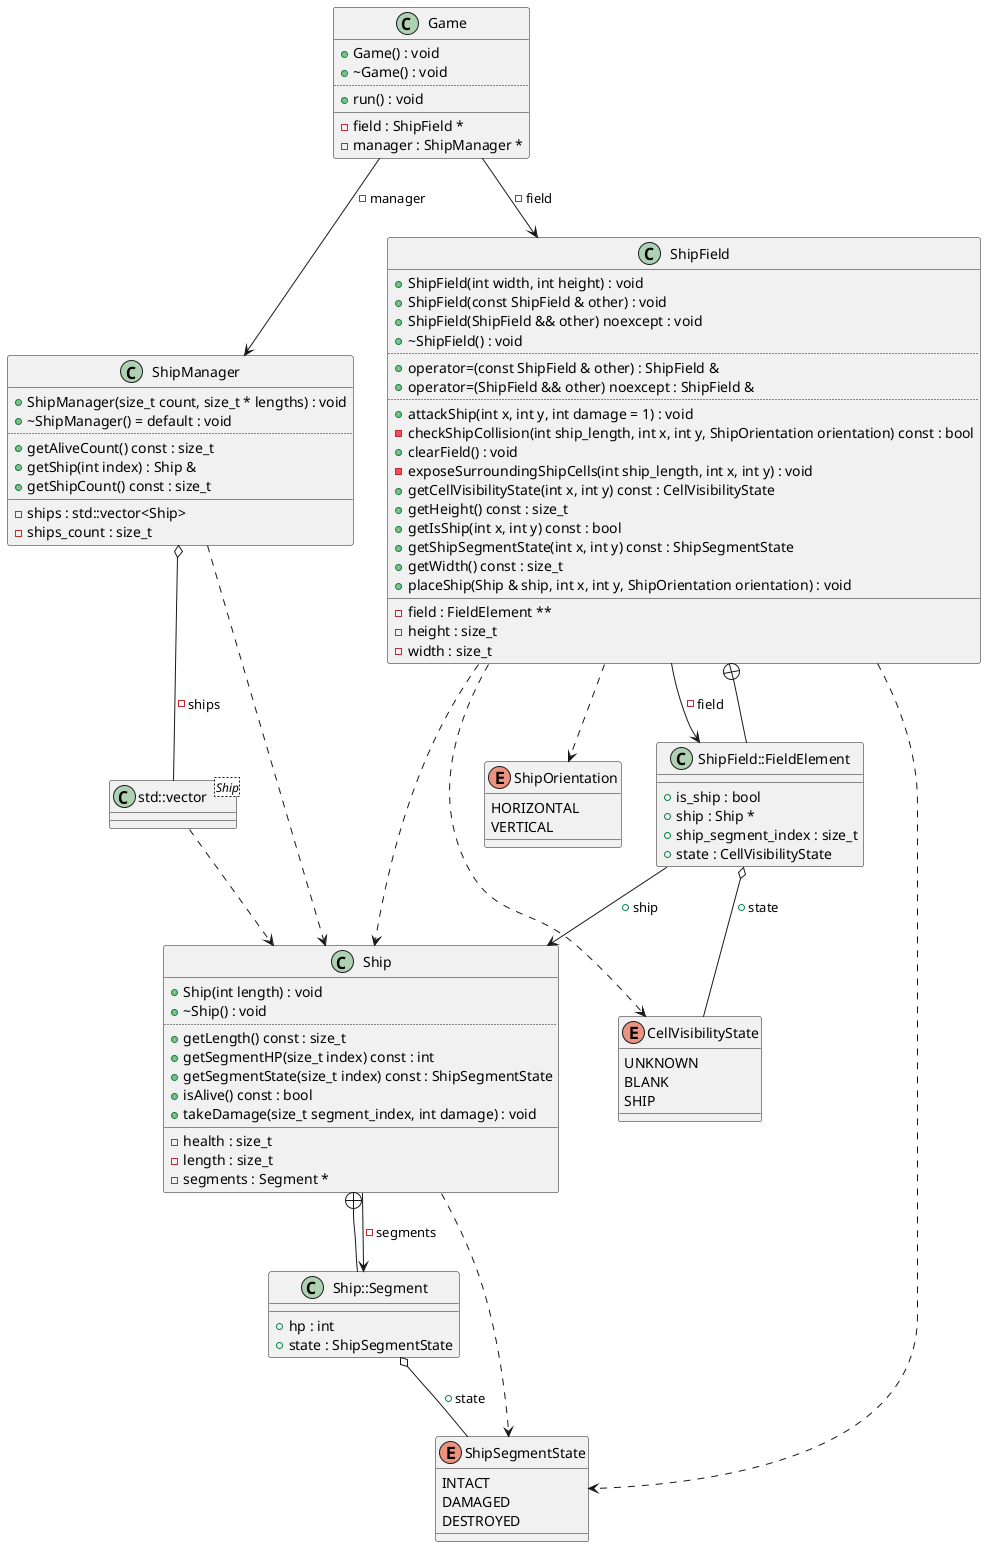 C Game
Game() : void
~Game() : void
run() : void
field : ShipField *
manager : ShipManager *
manager
field
C ShipField
ShipField(int width, int height) : void
ShipField(const ShipField & other) : void
ShipField(ShipField && other) noexcept : void
~ShipField() : void
operator=(const ShipField & other) : ShipField &
operator=(ShipField && other) noexcept : ShipField &
attackShip(int x, int y, int damage = 1) : void
checkShipCollision(int ship_length, int x, int y, ShipOrientation orientation) const : bool
clearField() : void
exposeSurroundingShipCells(int ship_length, int x, int y) : void
getCellVisibilityState(int x, int y) const : CellVisibilityState
getHeight() const : size_t
getIsShip(int x, int y) const : bool
getShipSegmentState(int x, int y) const : ShipSegmentState
getWidth() const : size_t
placeShip(Ship & ship, int x, int y, ShipOrientation orientation) : void
field : FieldElement **
height : size_t
width : size_t
C ShipManager
ShipManager(size_t count, size_t * lengths) : void
~ShipManager() = default : void
getAliveCount() const : size_t
getShip(int index) : Ship &
getShipCount() const : size_t
ships : std::vector<Ship>
ships_count : size_t
ships
field
C std::vector
Ship
E ShipOrientation
HORIZONTAL
VERTICAL
C ShipField::FieldElement
is_ship : bool
ship : Ship *
ship_segment_index : size_t
state : CellVisibilityState
ship
state
C Ship
Ship(int length) : void
~Ship() : void
getLength() const : size_t
getSegmentHP(size_t index) const : int
getSegmentState(size_t index) const : ShipSegmentState
isAlive() const : bool
takeDamage(size_t segment_index, int damage) : void
health : size_t
length : size_t
segments : Segment *
E CellVisibilityState
UNKNOWN
BLANK
SHIP
segments
C Ship::Segment
hp : int
state : ShipSegmentState
state
E ShipSegmentState
INTACT
DAMAGED
DESTROYED